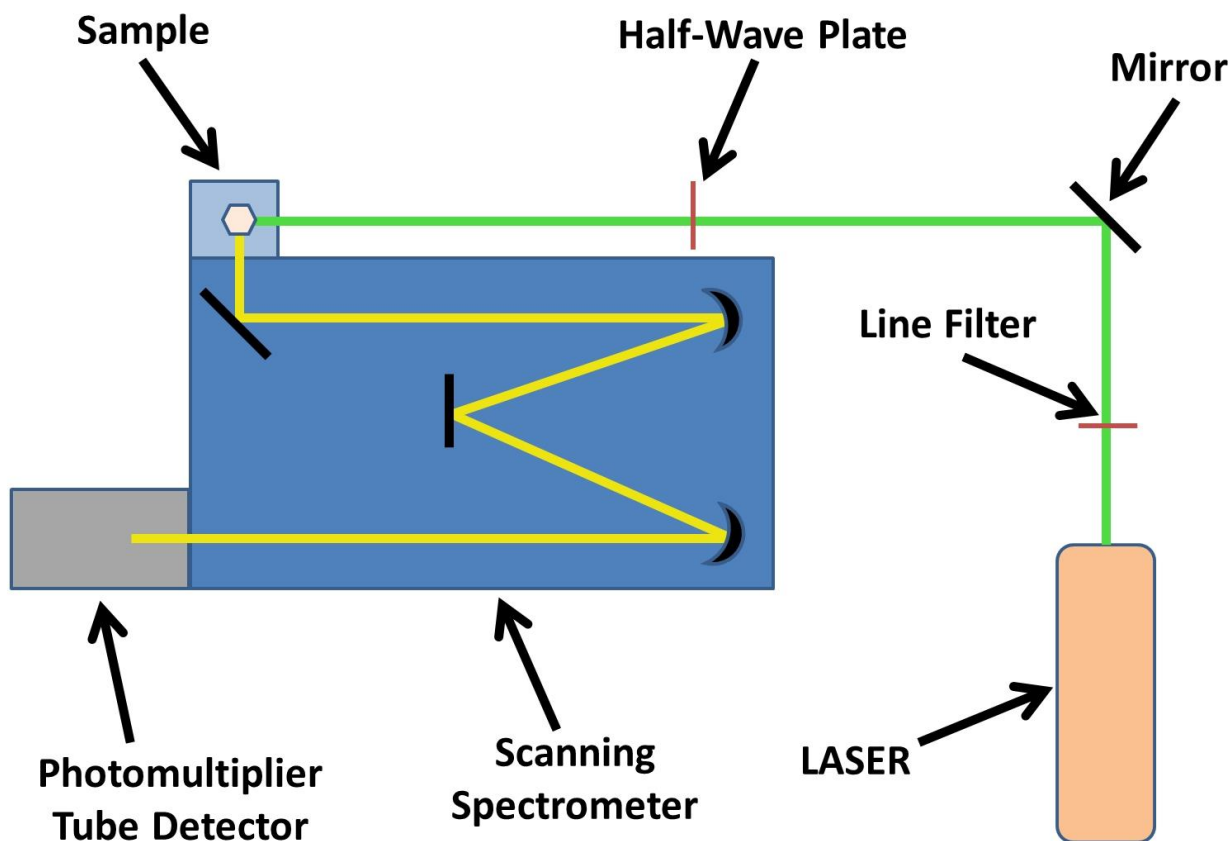 Sample
Half-Wave Plate
Mirror
Line Filter
LASER
Scanning
Spectrometer
Photomultiplier
Tube Detector